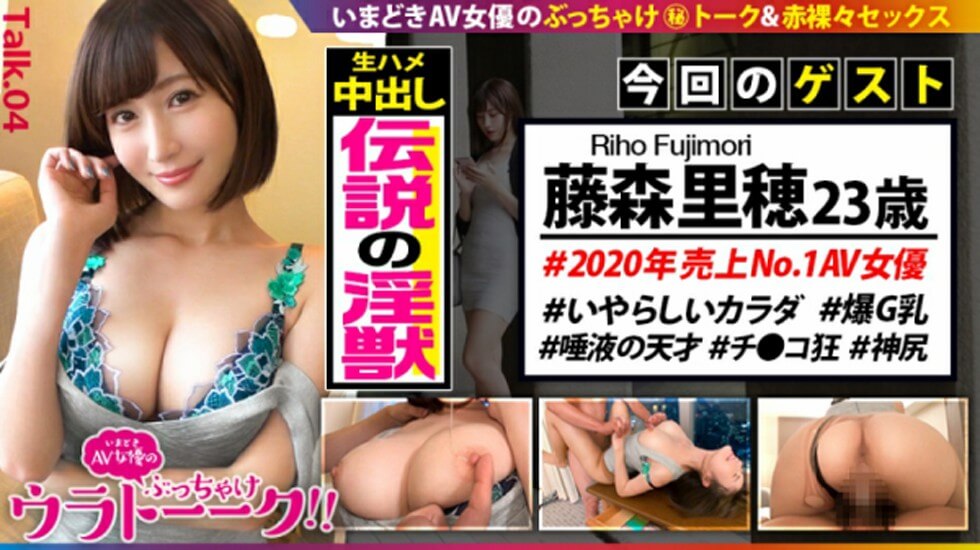 いまどきAV女優のぶっちゃけ㊙トーク&赤裸々セックス
Talk.04
生ハメ
中出し
伝説の淫獣
今回のゲスト
Riho Fujimori
藤森里穂23歳
#2020年売上No.1AV女優
#いやらしいカラダ #爆G乳
#唾液の天才 #チ●コ狂 #神尻
いまどき
AV女優の
ぶっちゃけ
ウラトーーク!!